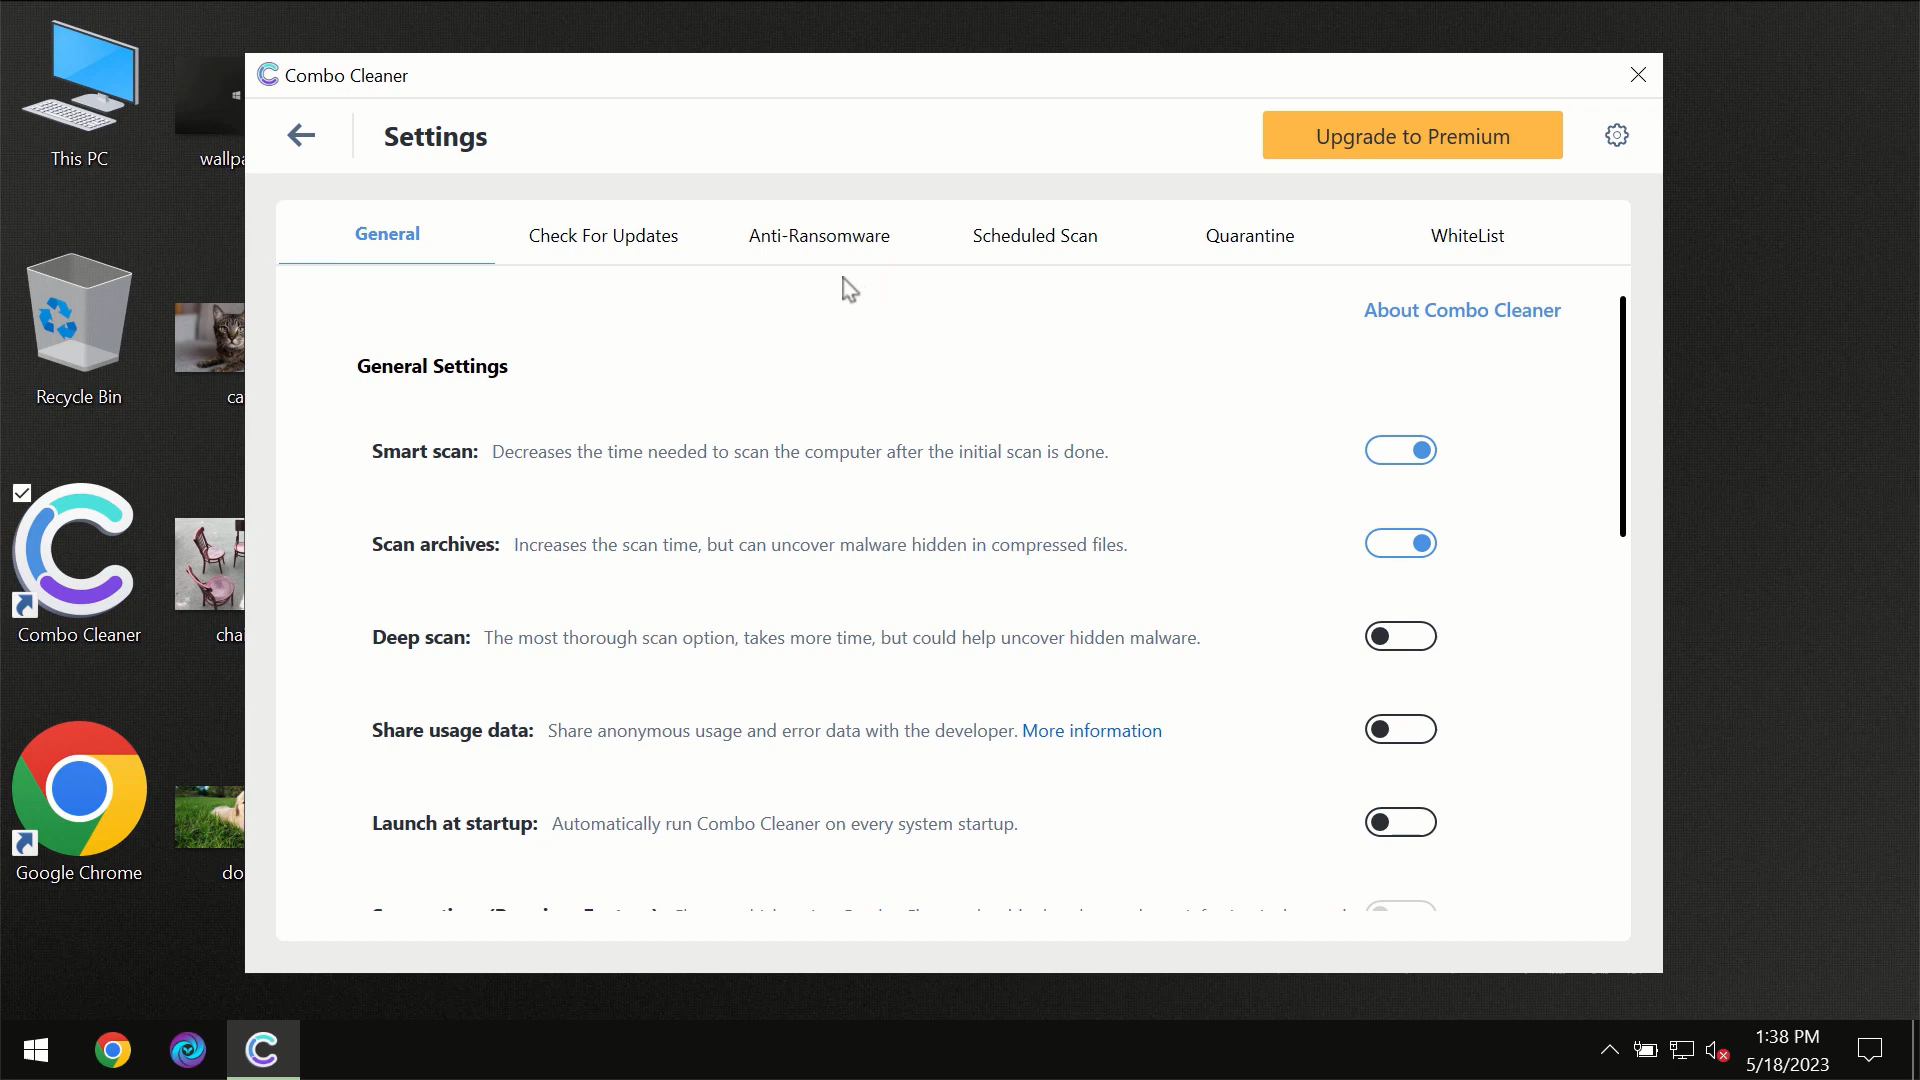 Combo Cleaner
Settings
Upgrade to Premium
General
Check For Updates
Anti-Ransomware
Scheduled Scan
Quarantine
WhiteList
About Combo Cleaner
General Settings
Smart scan: Decreases the time needed to scan the computer after the initial scan is done.
Scan archives: Increases the scan time, but can uncover malware hidden in compressed files.
Deep scan: The most thorough scan option, takes more time, but could help uncover hidden malware.
Share usage data: Share anonymous usage and error data with the developer. More information
Launch at startup: Automatically run Combo Cleaner on every system startup.
This PC
wallpa
Recycle Bin
ca
Combo Cleaner
chai
Google Chrome
do
1:38 PM
5/18/2023